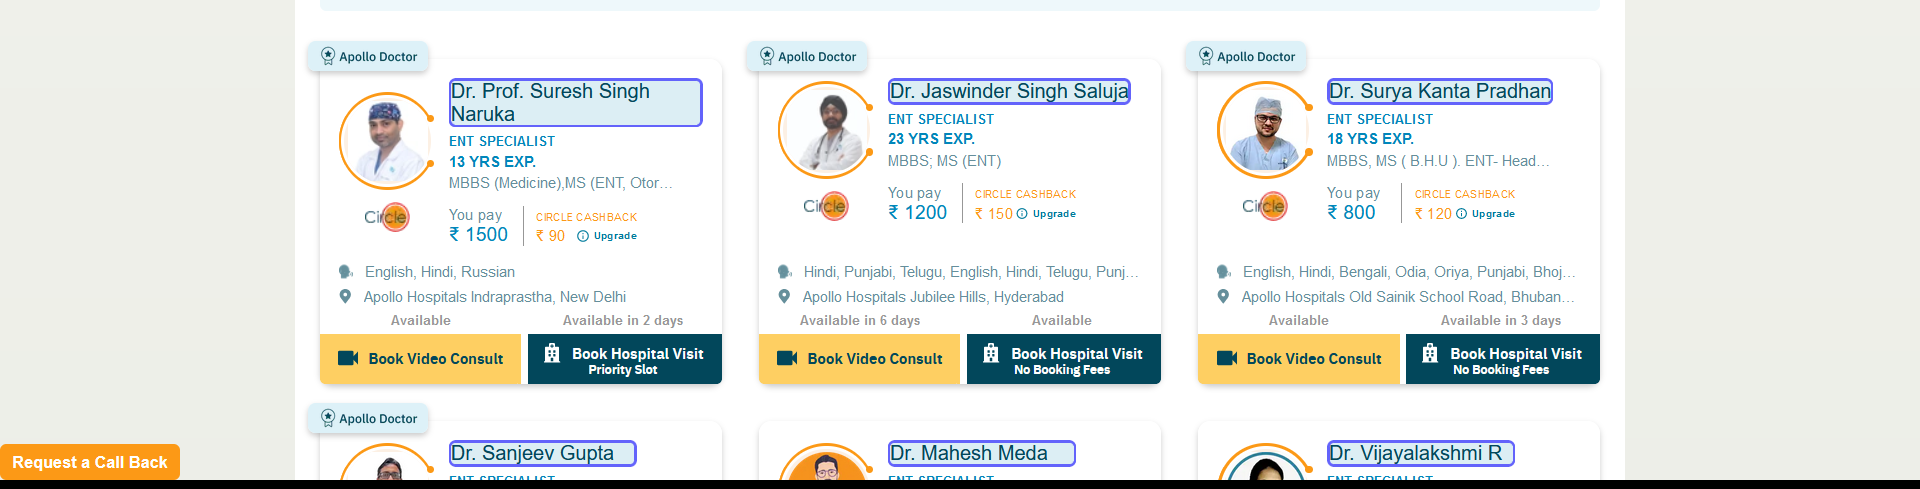 Apollo Doctor
Dr. Prof. Suresh Singh
Naruka
ENT SPECIALIST
13 YRS EXP.
MBBS (Medicine),MS (ENT, Otor…
Circle
You pay
₹ 1500
CIRCLE CASHBACK
₹ 90 Upgrade
English, Hindi, Russian
Apollo Hospitals Indraprastha, New Delhi
Available
Available in 2 days
Book Video Consult
Book Hospital Visit
Priority Slot
Apollo Doctor
Dr. Jaswinder Singh Saluja
ENT SPECIALIST
23 YRS EXP.
MBBS; MS (ENT)
Circle
You pay
₹ 1200
CIRCLE CASHBACK
₹ 150 Upgrade
Hindi, Punjabi, Telugu, English, Hindi, Telugu, Punj…
Apollo Hospitals Jubilee Hills, Hyderabad
Available in 6 days
Available
Book Video Consult
Book Hospital Visit
No Booking Fees
Apollo Doctor
Dr. Surya Kanta Pradhan
ENT SPECIALIST
18 YRS EXP.
MBBS, MS ( B.H.U ). ENT- Head…
Circle
You pay
₹ 800
CIRCLE CASHBACK
₹ 120 Upgrade
English, Hindi, Bengali, Odia, Oriya, Punjabi, Bhoj…
Apollo Hospitals Old Sainik School Road, Bhuban…
Available
Available in 3 days
Book Video Consult
Book Hospital Visit
No Booking Fees
Apollo Doctor
Dr. Sanjeev Gupta
ENT SPECIALIST
Dr. Mahesh Meda
ENT SPECIALIST
Dr. Vijayalakshmi R
ENT SPECIALIST
Request a Call Back